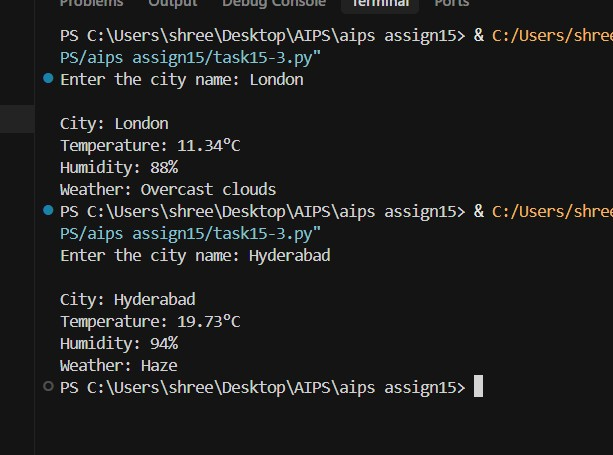 Problems Output Debug Console Terminal Ports
PS C:\Users\shree\Desktop\AIPS\aips assign15> & C:/Users/shree
PS/aips assign15/task15-3.py"
Enter the city name: London
City: London
Temperature: 11.34°C
Humidity: 88%
Weather: Overcast clouds
PS C:\Users\shree\Desktop\AIPS\aips assign15> & C:/Users/shree
PS/aips assign15/task15-3.py"
Enter the city name: Hyderabad
City: Hyderabad
Temperature: 19.73°C
Humidity: 94%
Weather: Haze
PS C:\Users\shree\Desktop\AIPS\aips assign15>